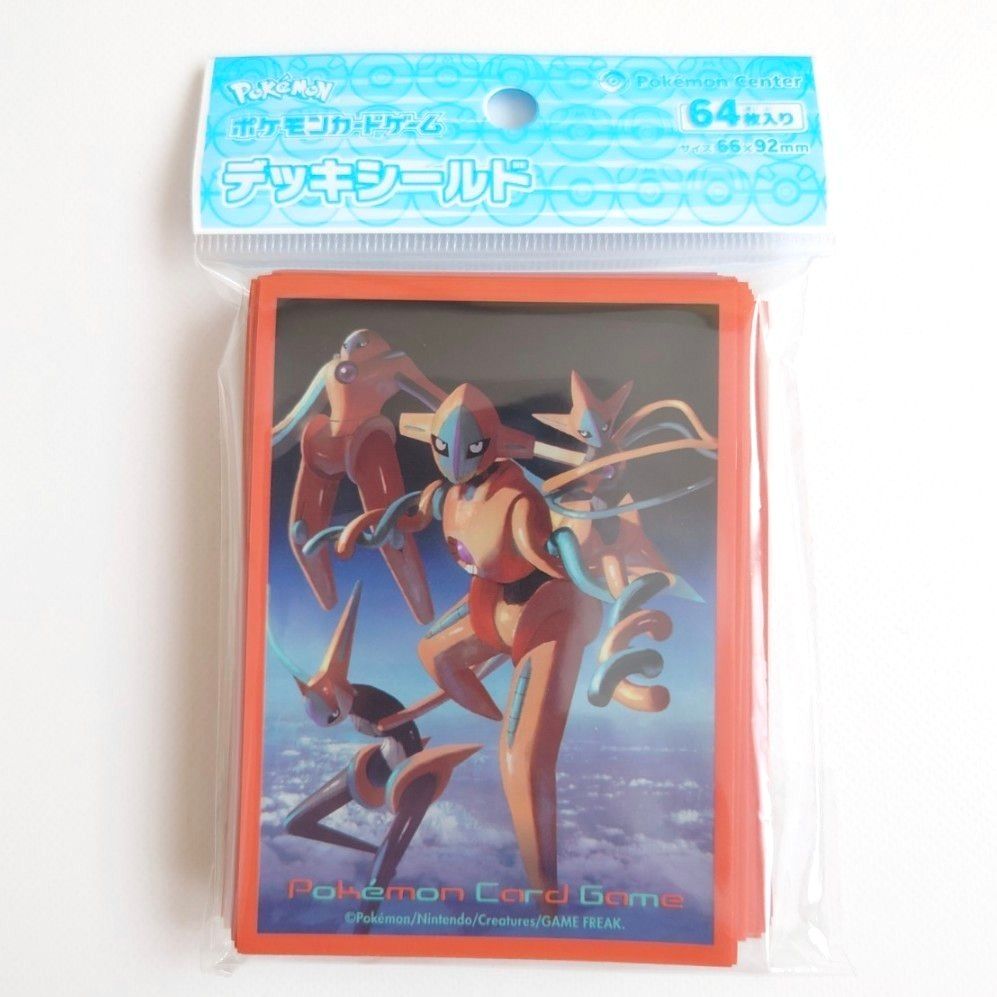 Pokémon
ポケモンカードゲーム
デッキシールド
Pokémon Center
64枚入り
サイズ 66×92mm
Pokémon Card Game
©Pokémon/Nintendo/Creatures/GAME FREAK.